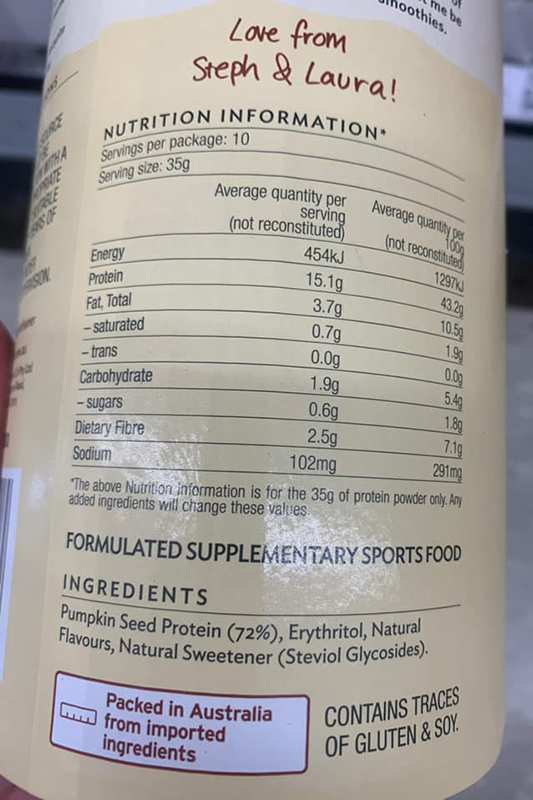 me be
smoothies.
Love from
Steph & Laura!
NUTRITION INFORMATION*
Servings per package: 10
Serving size: 35g
Average quantity per serving (not reconstituted)
Average quantity per 100g (not reconstituted)
Energy 454kJ 1297kJ
Protein 15.1g 43.2g
Fat, Total 3.7g 10.5g
– saturated 0.7g 1.9g
– trans 0.0g 0.0g
Carbohydrate 1.9g 5.4g
– sugars 0.6g 1.8g
Dietary Fibre 2.5g 7.1g
Sodium 102mg 291mg
*The above Nutrition Information is for the 35g of protein powder only. Any
added ingredients will change these values.
FORMULATED SUPPLEMENTARY SPORTS FOOD
INGREDIENTS
Pumpkin Seed Protein (72%), Erythritol, Natural
Flavours, Natural Sweetener (Steviol Glycosides).
Packed in Australia
from imported
ingredients
CONTAINS TRACES
OF GLUTEN & SOY.